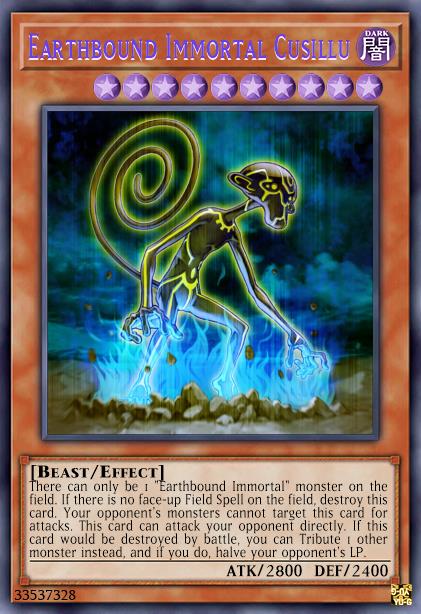 EARTHBOUND IMMORTAL CUSILLU
DARK
闇
[BEAST/EFFECT]
There can only be 1 "Earthbound Immortal" monster on the
field. If there is no face-up Field Spell on the field, destroy this
card. Your opponent's monsters cannot target this card for
attacks. This card can attack your opponent directly. If this
card would be destroyed by battle, you can Tribute 1 other
monster instead, and if you do, halve your opponent's LP.
ATK/2800 DEF/2400
33537328